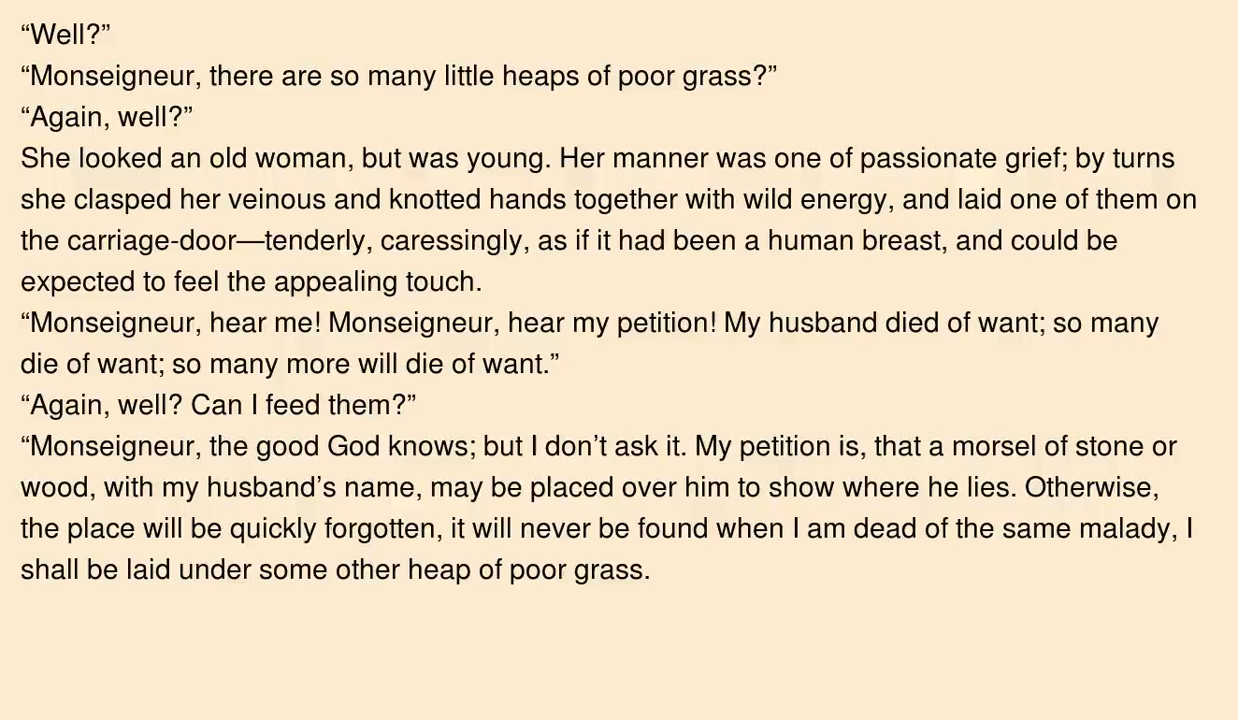 “Well?”
“Monseigneur, there are so many little heaps of poor grass?”
“Again, well?”
She looked an old woman, but was young. Her manner was one of passionate grief; by turns
she clasped her veinous and knotted hands together with wild energy, and laid one of them on
the carriage-door—tenderly, caressingly, as if it had been a human breast, and could be
expected to feel the appealing touch.
“Monseigneur, hear me! Monseigneur, hear my petition! My husband died of want; so many
die of want; so many more will die of want.”
“Again, well? Can I feed them?”
“Monseigneur, the good God knows; but I don’t ask it. My petition is, that a morsel of stone or
wood, with my husband’s name, may be placed over him to show where he lies. Otherwise,
the place will be quickly forgotten, it will never be found when I am dead of the same malady, I
shall be laid under some other heap of poor grass.